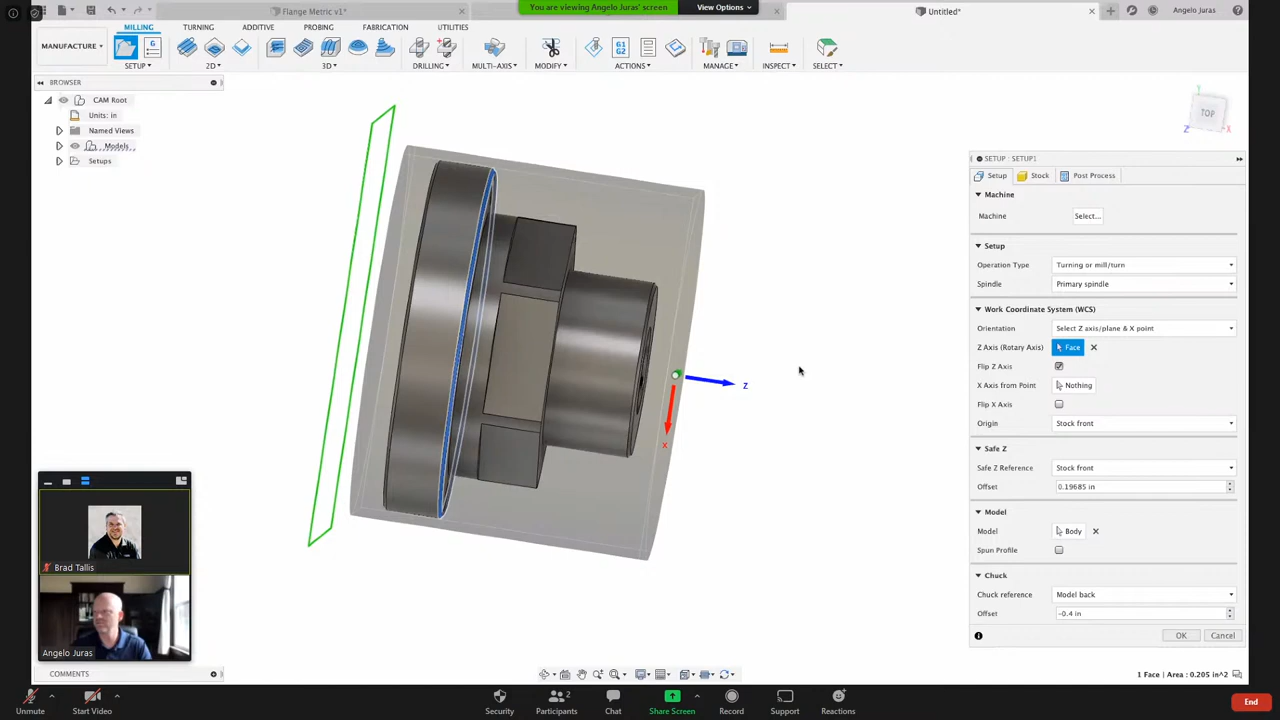 You are viewing Angelo Juras' screen
View Options
Flange Metric v1*
Untitled*
Angelo Juras
MILLING
TURNING
ADDITIVE
PROBING
FABRICATION
UTILITIES
MANUFACTURE
SETUP
2D
3D
DRILLING
MULTI-AXIS
MODIFY
ACTIONS
MANAGE
INSPECT
SELECT
G1
G2
G
BROWSER
CAM Root
Units: in
Named Views
Models
Setups
TOP
Y
Z
X
Z
X
SETUP : SETUP1
Setup
Stock
Post Process
Machine
Machine
Select...
Setup
Operation Type
Turning or mill/turn
Spindle
Primary spindle
Work Coordinate System (WCS)
Orientation
Select Z axis/plane & X point
Z Axis (Rotary Axis)
Face
Flip Z Axis
X Axis from Point
Nothing
Flip X Axis
Origin
Stock front
Safe Z
Safe Z Reference
Stock front
Offset
0.19685 in
Model
Model
Body
Spun Profile
Chuck
Chuck reference
Model back
Offset
-0.4 in
OK
Cancel
Brad Tallis
Angelo Juras
COMMENTS
1 Face | Area : 0.205 in^2
Unmute
Start Video
Security
Participants
2
Chat
Share Screen
Record
Support
Reactions
End